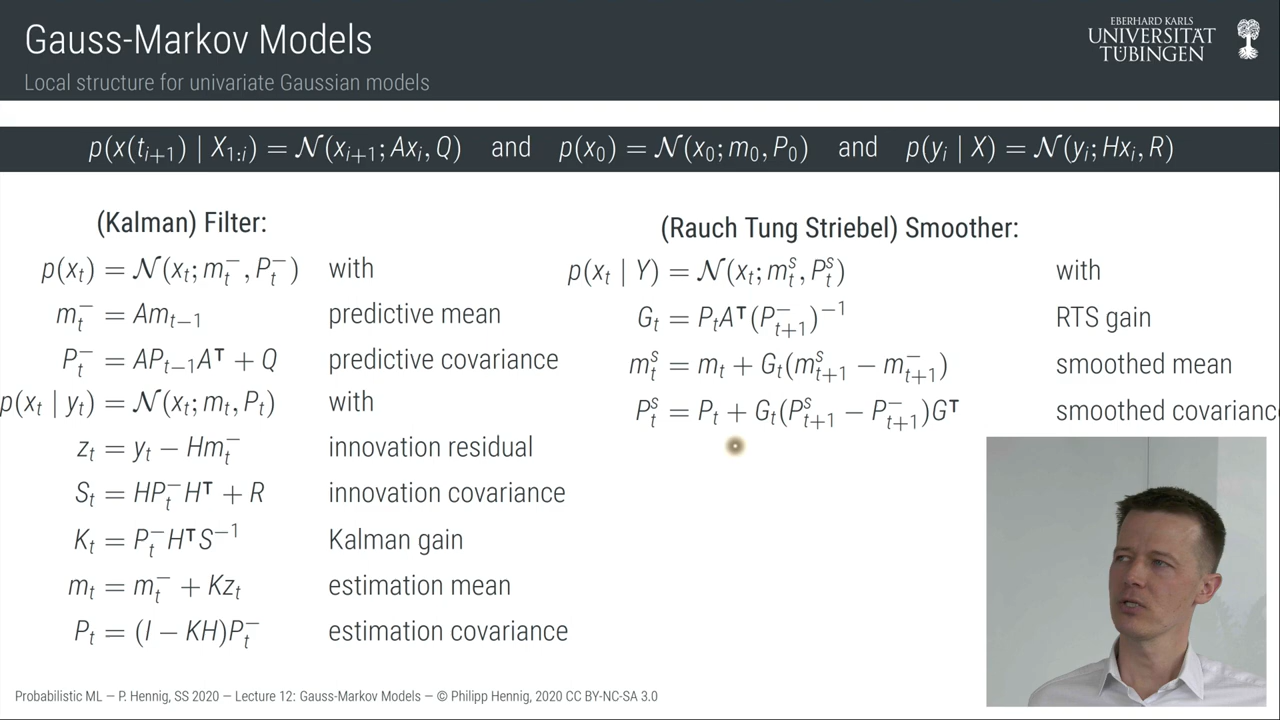 Gauss-Markov Models
Local structure for univariate Gaussian models
EBERHARD KARLS
UNIVERSITÄT
TÜBINGEN
p(x(t_{i+1}) | X_{1:i}) = 𝒩(x_{i+1}; Ax_i, Q) and p(x_0) = 𝒩(x_0; m_0, P_0) and p(y_i | X) = 𝒩(y_i; Hx_i, R)
(Kalman) Filter:
p(x_t) = 𝒩(x_t; m_t^−, P_t^−) with
m_t^− = Am_{t−1} predictive mean
P_t^− = AP_{t−1}A^⊤ + Q predictive covariance
p(x_t | y_t) = 𝒩(x_t; m_t, P_t) with
z_t = y_t − Hm_t^− innovation residual
S_t = HP_t^−H^⊤ + R innovation covariance
K_t = P_t^−H^⊤S^{−1} Kalman gain
m_t = m_t^− + Kz_t estimation mean
P_t = (I − KH)P_t^− estimation covariance
(Rauch Tung Striebel) Smoother:
p(x_t | Y) = 𝒩(x_t; m_t^s, P_t^s) with
G_t = P_tA^⊤(P_{t+1}^−)^{−1} RTS gain
m_t^s = m_t + G_t(m_{t+1}^s − m_{t+1}^−) smoothed mean
P_t^s = P_t + G_t(P_{t+1}^s − P_{t+1}^−)G^⊤ smoothed covarianc
Probabilistic ML — P. Hennig, SS 2020 — Lecture 12: Gauss-Markov Models — © Philipp Hennig, 2020 CC BY-NC-SA 3.0